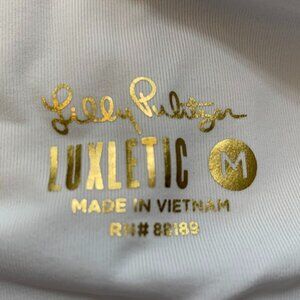 Lilly Pulitzer
LUXLETIC M
MADE IN VIETNAM
RN# 88189